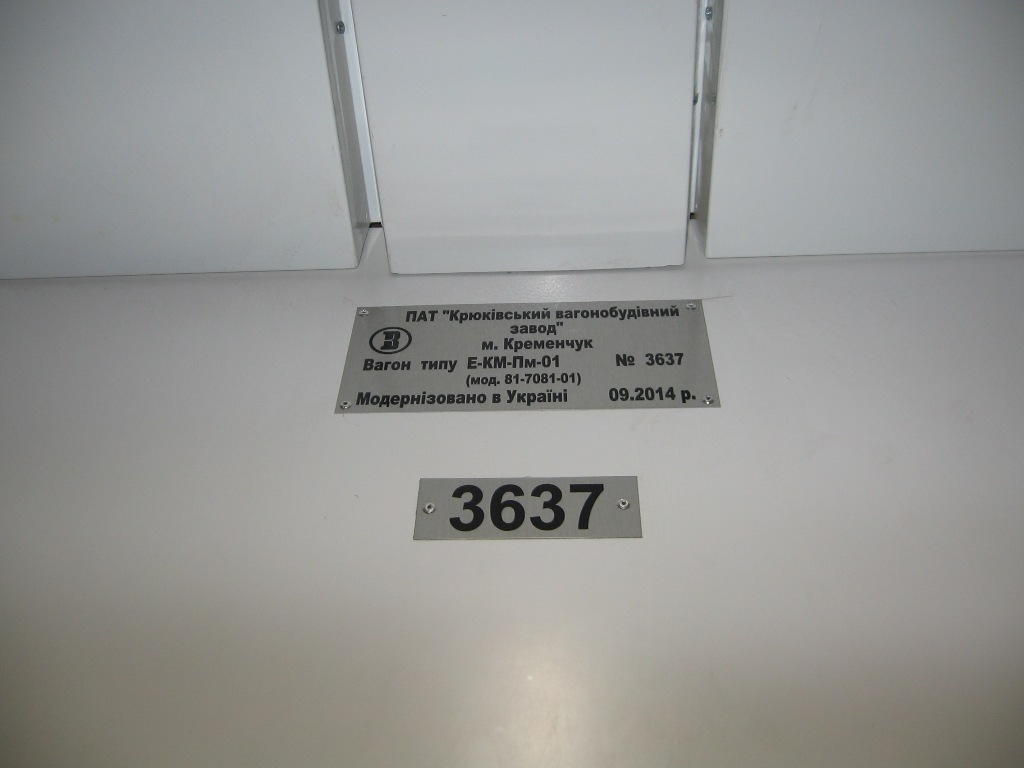 ПАТ "Крюківський вагонобудівний
завод"
м. Кременчук
В
Вагон типу Е-КМ-Пм-01 № 3637
(мод. 81-7081-01)
Модернізовано в Україні 09.2014 р.
3637